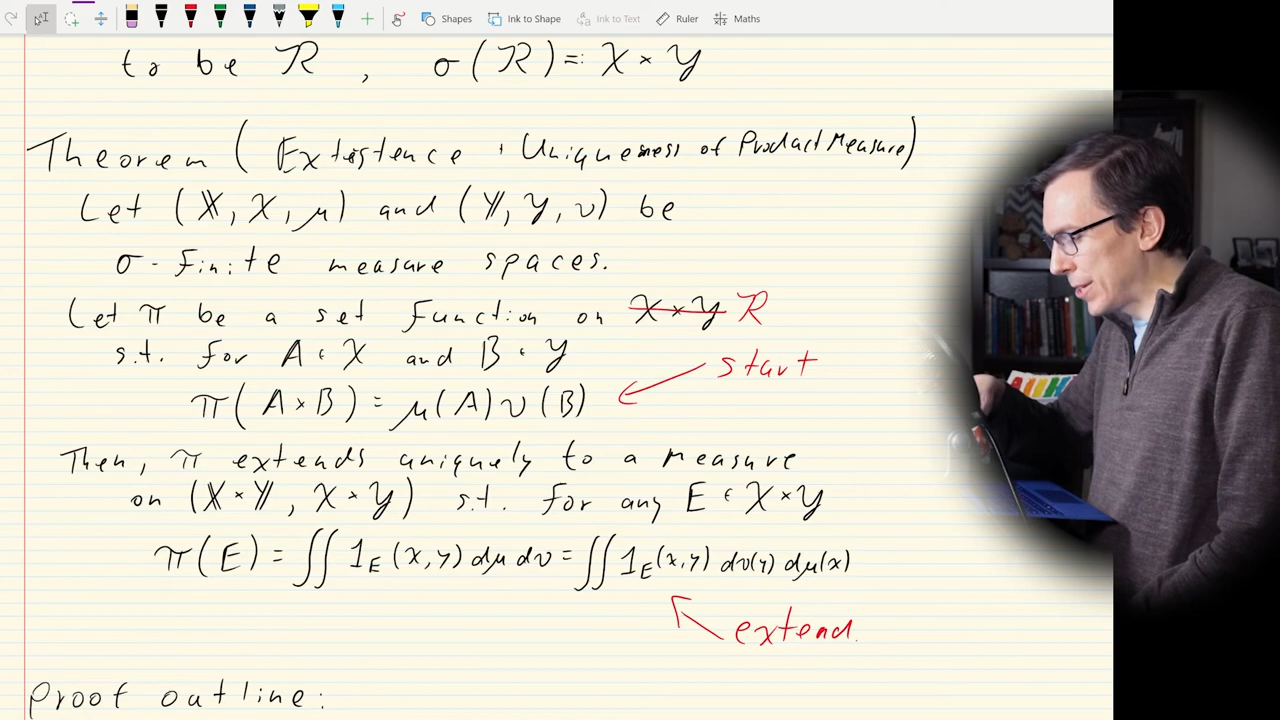 Shapes Ink to Shape Ink to Text Ruler Maths
to be ℛ, σ(ℛ) =: 𝒳 × 𝒴
Theorem (Existence + Uniqueness of Product Measure)
Let (𝕏, 𝒳, μ) and (𝕐, 𝒴, ν) be
σ-finite measure spaces.
Let π be a set function on 𝒳 × 𝒴 ℛ
s.t. for A ∈ 𝒳 and B ∈ 𝒴
start
π(A × B) = μ(A) ν(B)
Then, π extends uniquely to a measure
on (𝕏 × 𝕐, 𝒳 × 𝒴) s.t. for any E ∈ 𝒳 × 𝒴
π(E) = ∫∫ 1_E (x,y) dμ dν = ∫∫ 1_E (x,y) dν(y) dμ(x)
extend.
Proof outline: